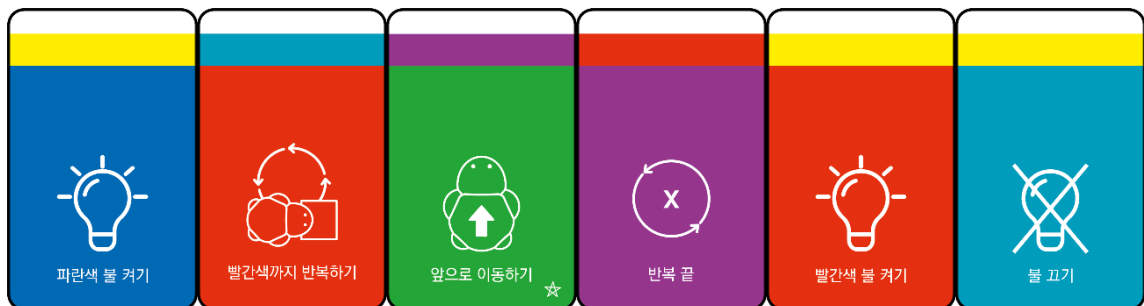 파란색 불 켜기
빨간색까지 반복하기
앞으로 이동하기
X
반복 끝
빨간색 불 켜기
불 끄기